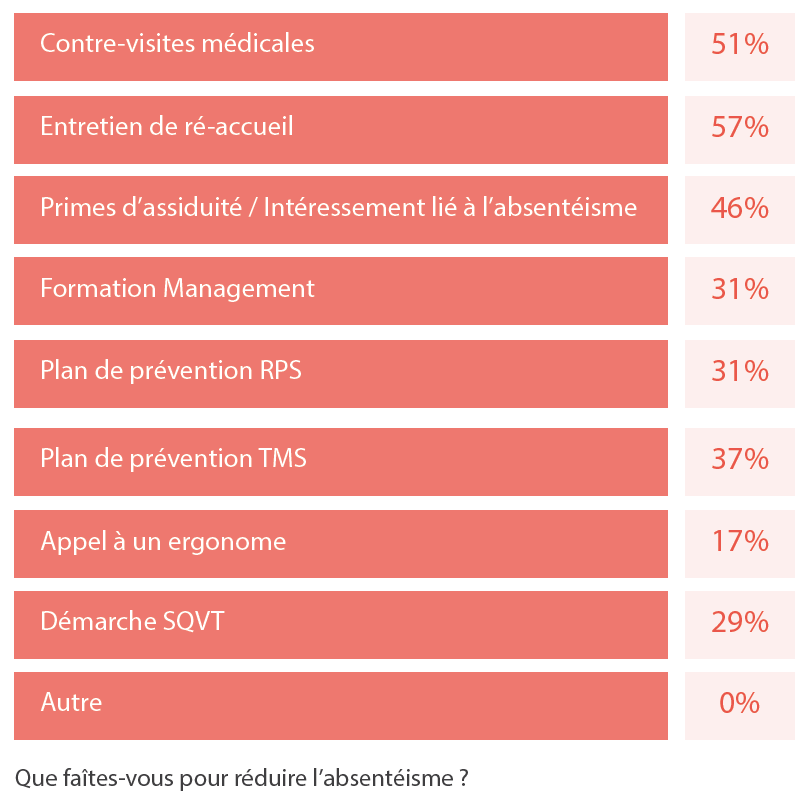 Contre-visites médicales 51%
Entretien de ré-accueil 57%
Primes d’assiduité / Intéressement lié à l’absentéisme 46%
Formation Management 31%
Plan de prévention RPS 31%
Plan de prévention TMS 37%
Appel à un ergonome 17%
Démarche SQVT 29%
Autre 0%
Que faîtes-vous pour réduire l’absentéisme ?